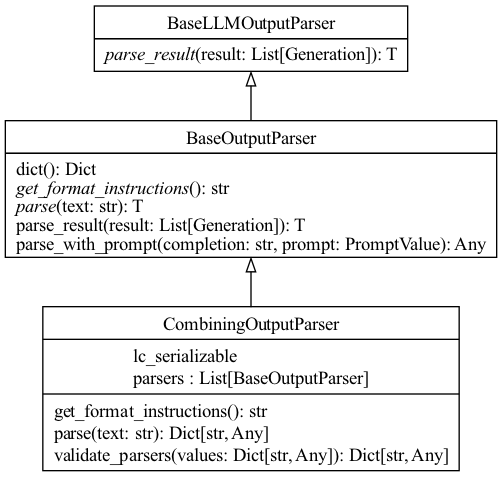 BaseLLMOutputParser
parse_result(result: List[Generation]): T
BaseOutputParser
dict(): Dict
get_format_instructions(): str
parse(text: str): T
parse_result(result: List[Generation]): T
parse_with_prompt(completion: str, prompt: PromptValue): Any
CombiningOutputParser
lc_serializable
parsers : List[BaseOutputParser]
get_format_instructions(): str
parse(text: str): Dict[str, Any]
validate_parsers(values: Dict[str, Any]): Dict[str, Any]